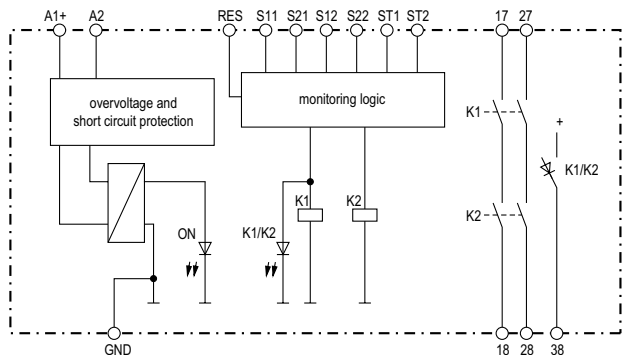 A1+ A2 RES S11 S21 S12 S22 ST1 ST2 17 27
overvoltage and
short circuit protection
monitoring logic
K1
+
K1/K2
K1 K2
K2
ON K1/K2
GND 18 28 38